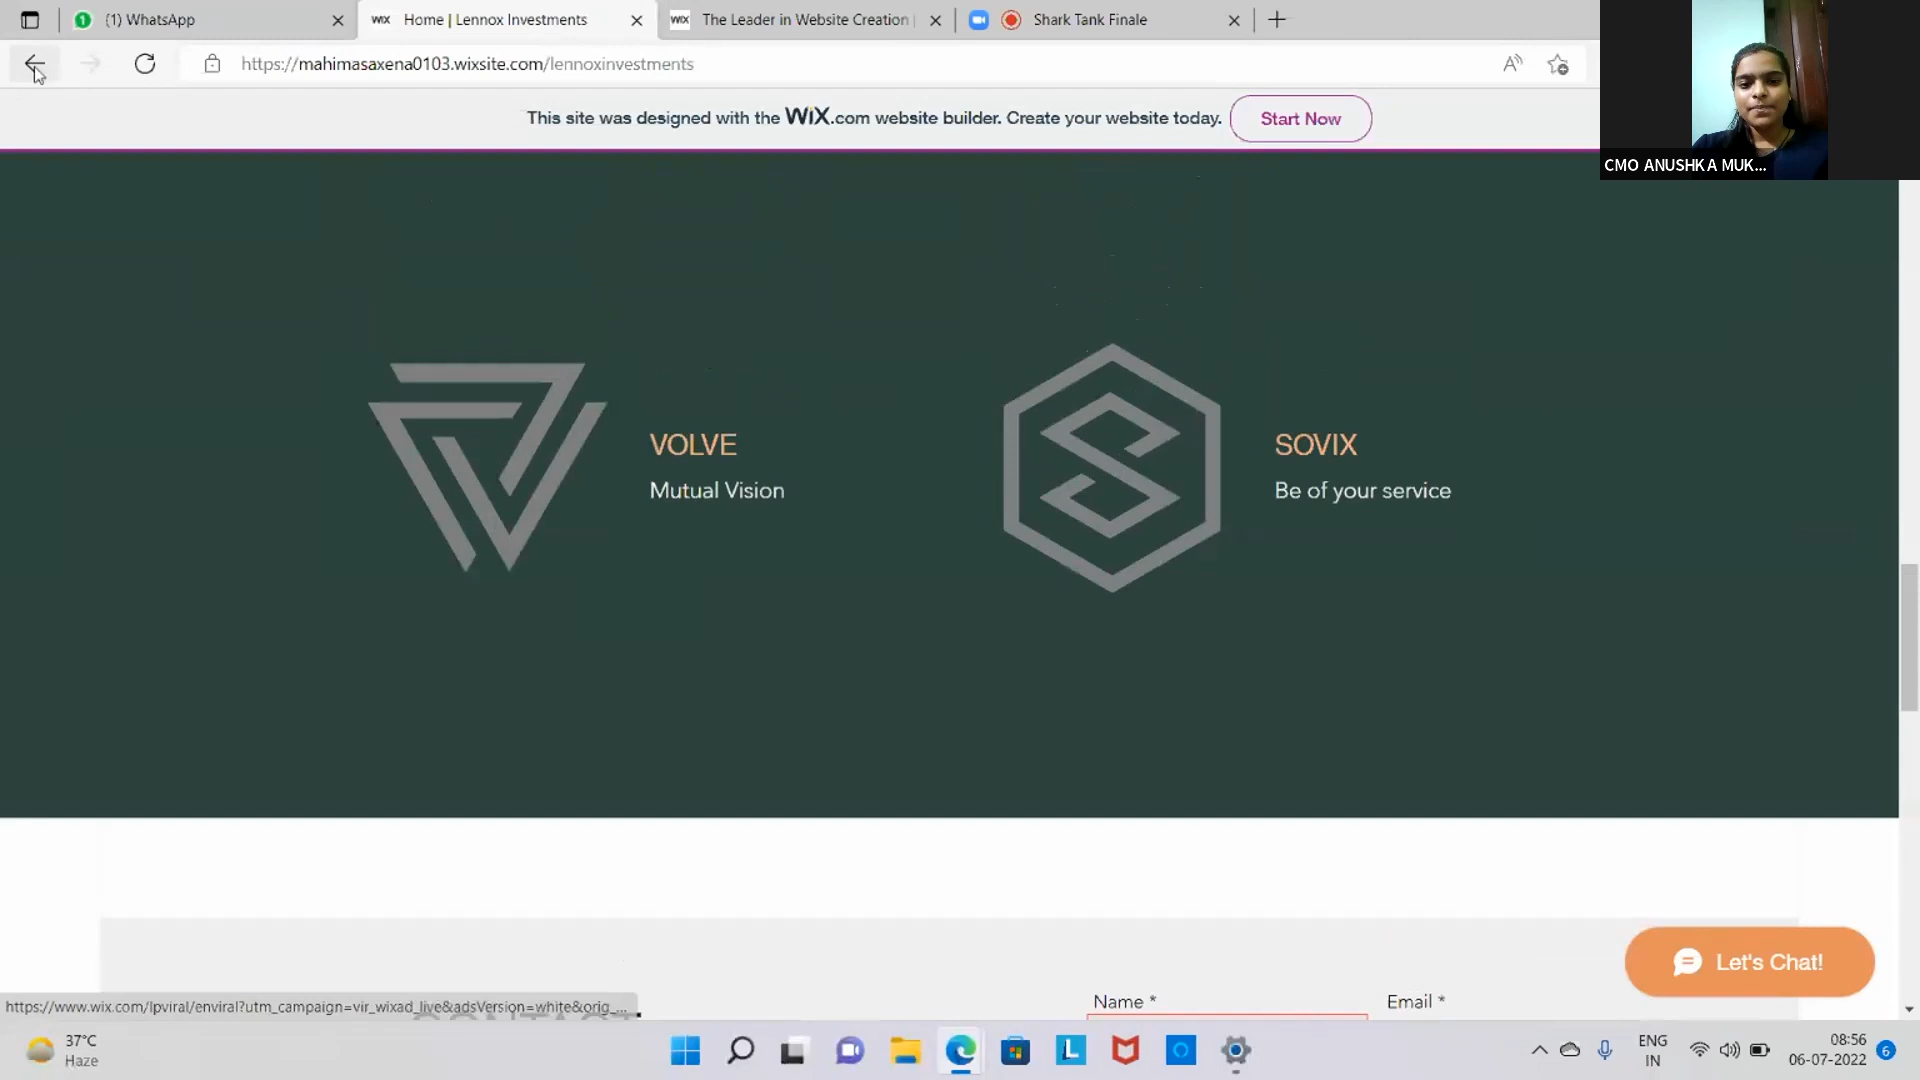 (1) WhatsApp
WiX Home | Lennox Investments
WiX The Leader in Website Creation |
Shark Tank Finale
https://mahimasaxena0103.wixsite.com/lennoxinvestments
This site was designed with the WiX.com website builder. Create your website today.
Start Now
CMO ANUSHKA MUK...
VOLVE
Mutual Vision
SOVIX
Be of your service
Let's Chat!
Name *
Email *
https://www.wix.com/lpviral/enviral?utm_campaign=vir_wixad_live&adsVersion=white&orig_...
37°C
Haze
ENG
IN
08:56
06-07-2022
6